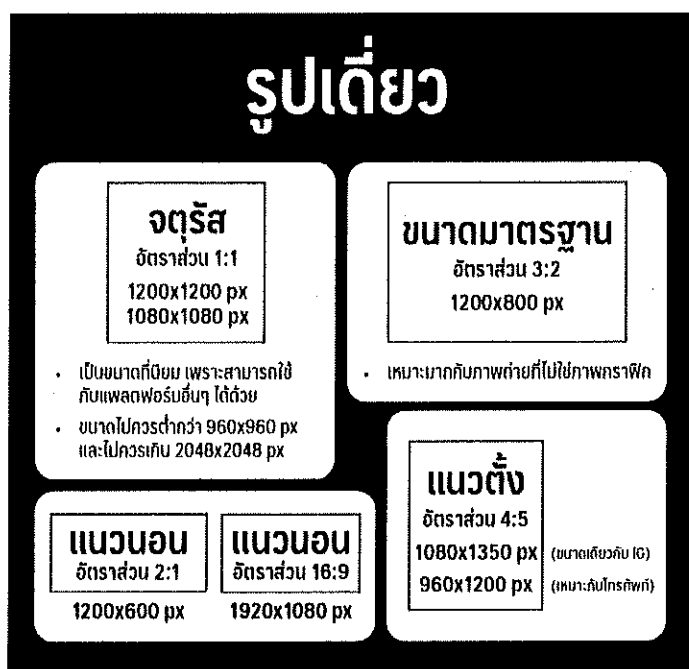 รูปเดี่ยว
จตุรัส
อัตราส่วน 1:1
1200x1200 px
1080x1080 px
• เป็นขนาดที่นิยม เพราะสามารถใช้
กับแพลตฟอร์มอื่นๆ ได้ด้วย
• ขนาดไม่ควรต่ำกว่า 960x960 px
และไม่ควรเกิน 2048x2048 px
ขนาดมาตรฐาน
อัตราส่วน 3:2
1200x800 px
• เหมาะมากกับภาพถ่ายที่ไม่ใช่ภาพกราฟิก
แนวนอน
อัตราส่วน 2:1
1200x600 px
แนวนอน
อัตราส่วน 16:9
1920x1080 px
แนวตั้ง
อัตราส่วน 4:5
1080x1350 px (ขนาดเดียวกับ IG)
960x1200 px (เหมาะกับโทรศัพท์)